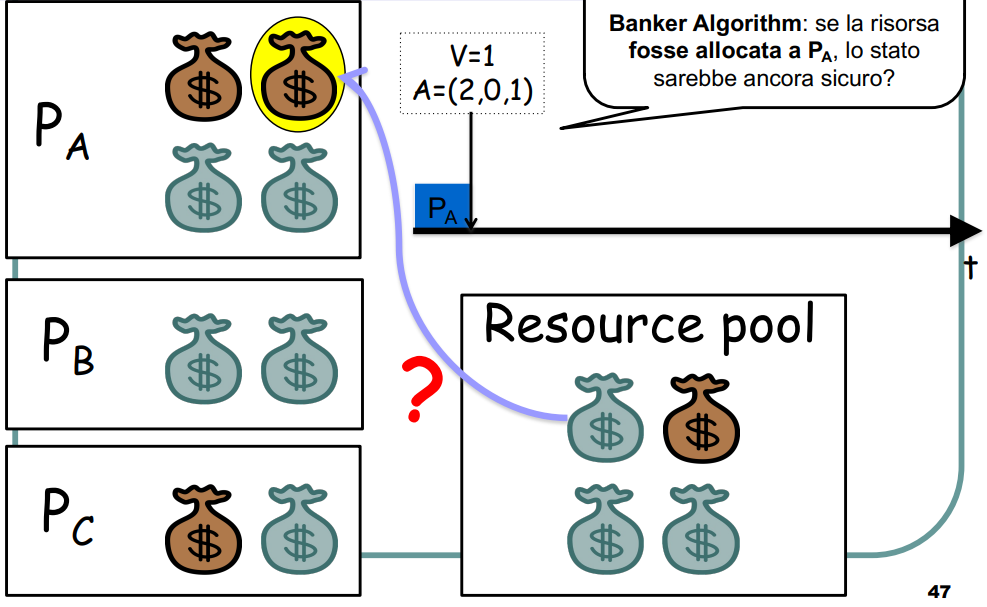 Banker Algorithm: se la risorsa
fosse allocata a PA, lo stato
sarebbe ancora sicuro?
V=1
A=(2,0,1)
PA
$ $
$ $
PA
t
PB
$ $
?
Resource pool
$ $
$ $
PC
$ $
47